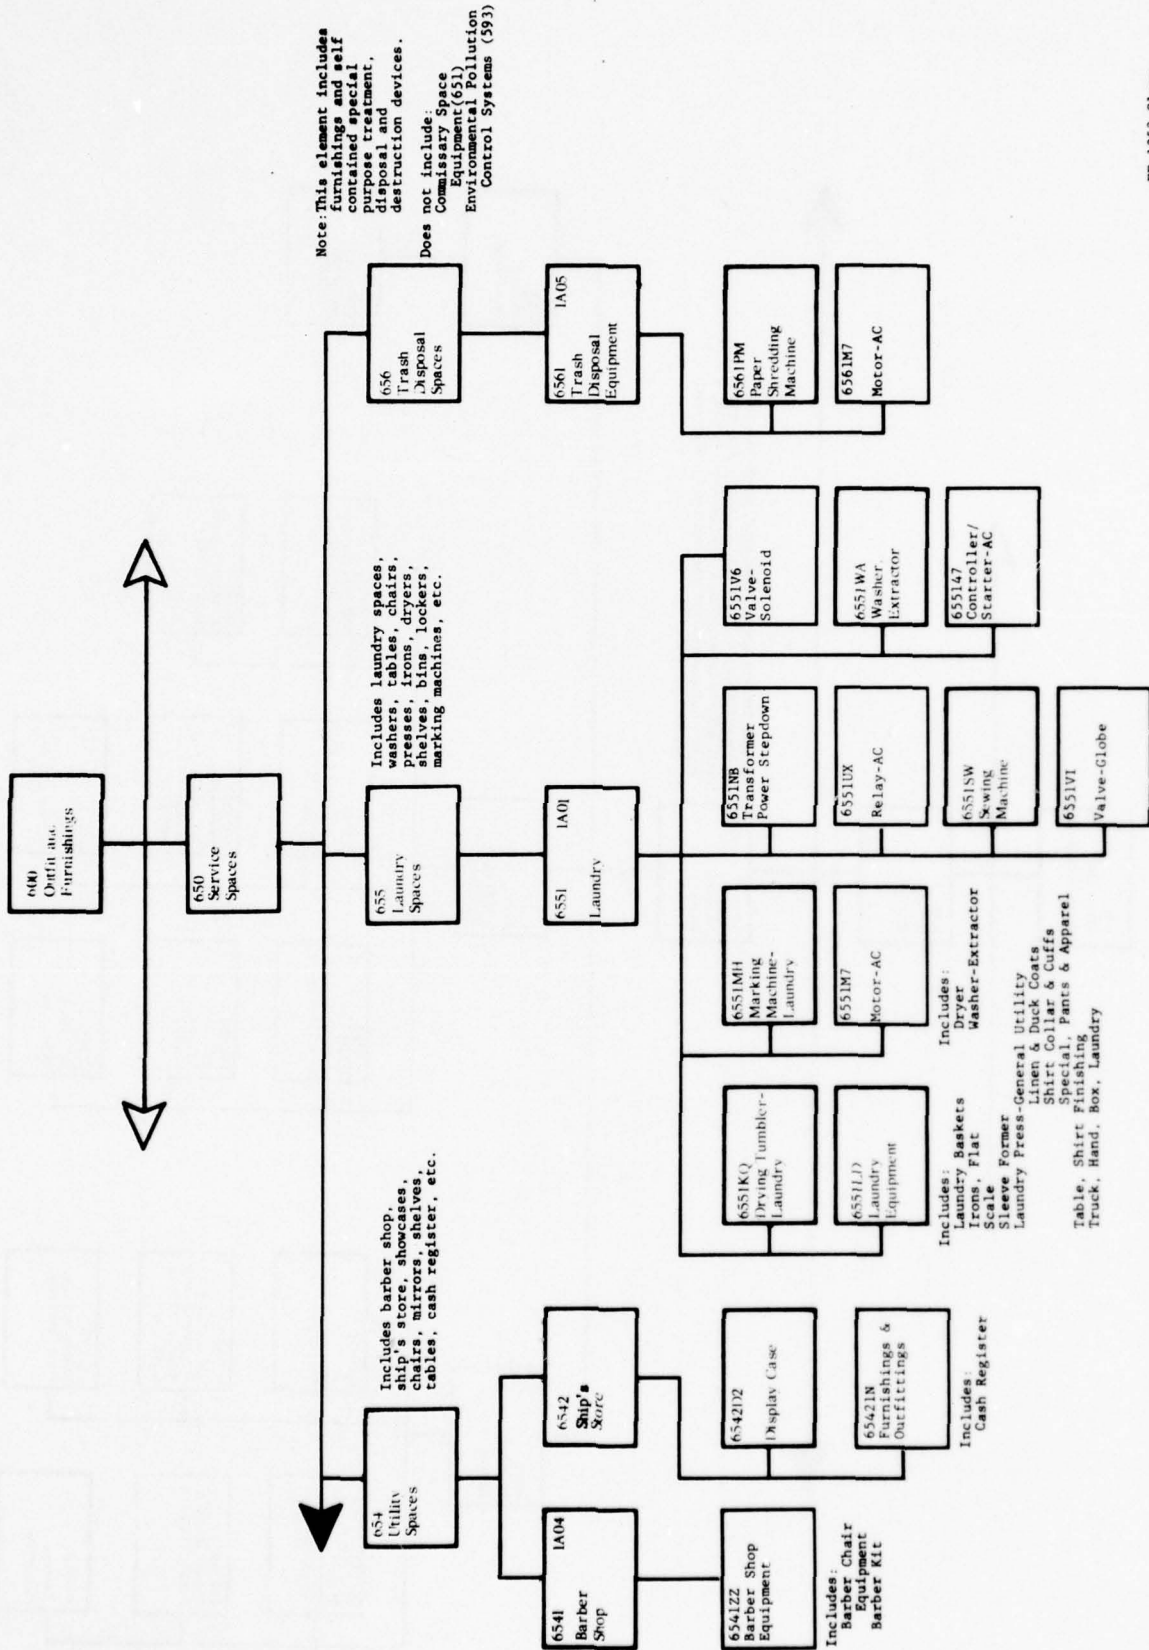 600
Outfit and
Furnishings
650
Service
Spaces
654
Utility
Spaces
Includes barber shop,
ship's store, showcases,
chairs, mirrors, shelves,
tables, cash register, etc.
655
Laundry
Spaces
Includes laundry spaces,
washers, tables, chairs,
presses, irons, dryers,
shelves, bins, lockers,
marking machines, etc.
656
Trash
Disposal
Spaces
Note:This element includes
furnishings and self
contained special
purpose treatment,
disposal and
destruction devices.
Does not include:
Commissary Space
Equipment(651)
Environmental Pollution
Control Systems (593)
6541 1A04
Barber
Shop
6542
Ship's
Store
6551 1A01
Laundry
6561 1A05
Trash
Disposal
Equipment
6541ZZ
Barber Shop
Equipment
Includes:
Barber Chair
Equipment
Barber Kit
6542D2
Display Case
65421N
Furnishings &
Outfittings
Includes:
Cash Register
6551KQ
Drying Tumbler-
Laundry
6551LD
Laundry
Equipment
Includes:
Laundry Baskets
Irons, Flat
Scale
Sleeve Former
Laundry Press-General Utility
Linen & Duck Coats
Shirt Collar & Cuffs
Special, Pants & Apparel
Table, Shirt Finishing
Truck, Hand, Box, Laundry
6551MH
Marking
Machine-
Laundry
6551M7
Motor-AC
Includes:
Dryer
Washer-Extractor
6551NB
Transformer
Power Stepdown
6551UX
Relay-AC
6551SW
Sewing
Machine
6551V1
Valve-Globe
6551V6
Valve-
Solenoid
6551WA
Washer
Extractor
655147
Controller/
Starter-AC
6561PM
Paper
Shredding
Machine
6561M7
Motor-AC